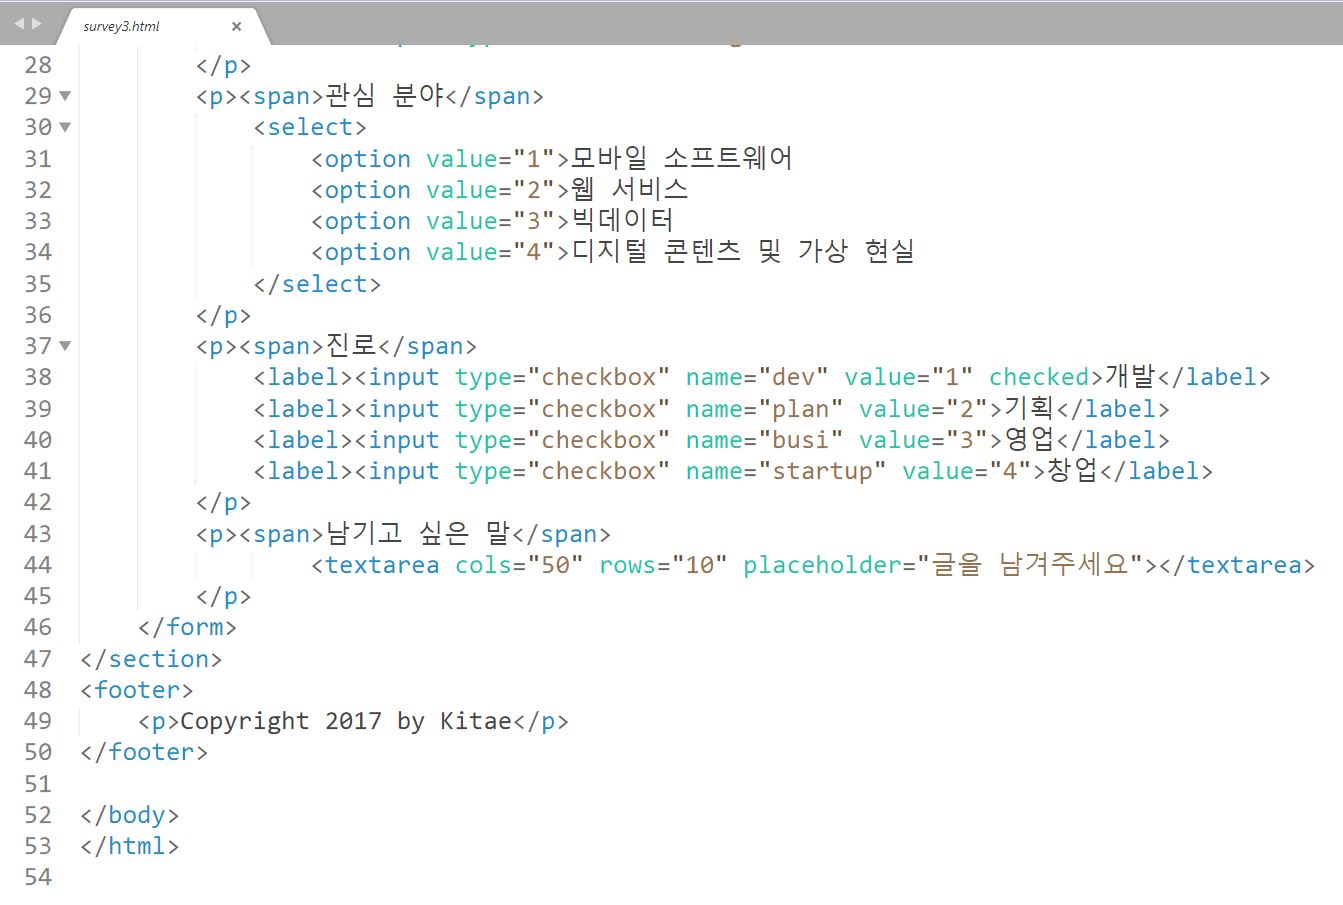 survey3.html
28 </p>
29 <p><span>관심 분야</span>
30 <select>
31 <option value="1">모바일 소프트웨어
32 <option value="2">웹 서비스
33 <option value="3">빅데이터
34 <option value="4">디지털 콘텐츠 및 가상 현실
35 </select>
36 </p>
37 <p><span>진로</span>
38 <label><input type="checkbox" name="dev" value="1" checked>개발</label>
39 <label><input type="checkbox" name="plan" value="2">기획</label>
40 <label><input type="checkbox" name="busi" value="3">영업</label>
41 <label><input type="checkbox" name="startup" value="4">창업</label>
42 </p>
43 <p><span>남기고 싶은 말</span>
44 <textarea cols="50" rows="10" placeholder="글을 남겨주세요"></textarea>
45 </p>
46 </form>
47 </section>
48 <footer>
49 <p>Copyright 2017 by Kitae</p>
50 </footer>
51
52 </body>
53 </html>
54